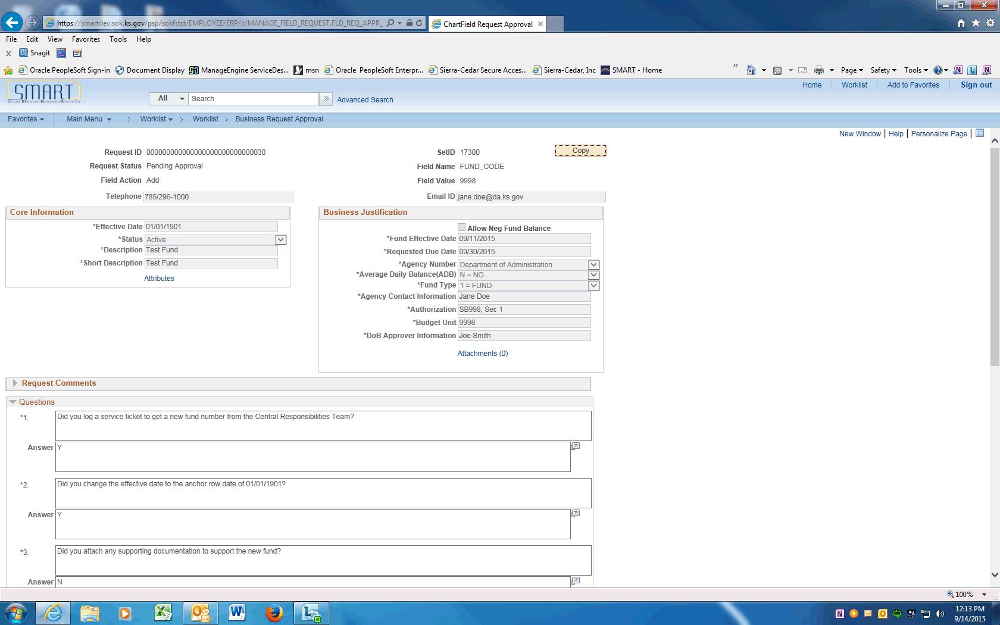 https://smartdev.sok.ks.gov/psp/sokfstst/EMPLOYEE/ERP/c/MANAGE_FIELD_REQUEST.FLD_REQ_APPR_
ChartField Request Approval
File Edit View Favorites Tools Help
x Snagit
Oracle PeopleSoft Sign-in Document Display ManageEngine ServiceDes... msn Oracle PeopleSoft Enterpr... Sierra-Cedar Secure Acces... Sierra-Cedar, Inc SMART - Home » Page Safety Tools
SMART
All Search » Advanced Search
Home Worklist Add to Favorites Sign out
Favorites Main Menu > Worklist > Worklist > Business Request Approval
New Window | Help | Personalize Page |
Request ID 000000000000000000000000000030 SetID 17300 Copy
Request Status Pending Approval Field Name FUND_CODE
Field Action Add Field Value 9998
Telephone 785/296-1000 Email ID jane.doe@da.ks.gov
Core Information
*Effective Date 01/01/1901
*Status Active
*Description Test Fund
*Short Description Test Fund
Attributes
Business Justification
Allow Neg Fund Balance
*Fund Effective Date 09/11/2015
*Requested Due Date 09/30/2015
*Agency Number Department of Administration
*Average Daily Balance(ADB) N = NO
*Fund Type 1 = FUND
*Agency Contact Information Jane Doe
*Authorization SB998, Sec 1
*Budget Unit 9998
*DoB Approver Information Joe Smith
Attachments (0)
Request Comments
Questions
*1. Did you log a service ticket to get a new fund number from the Central Responsibilities Team?
Answer Y
*2. Did you change the effective date to the anchor row date of 01/01/1901?
Answer Y
*3. Did you attach any supporting documentation to support the new fund?
Answer N
100%
12:13 PM
9/14/2015